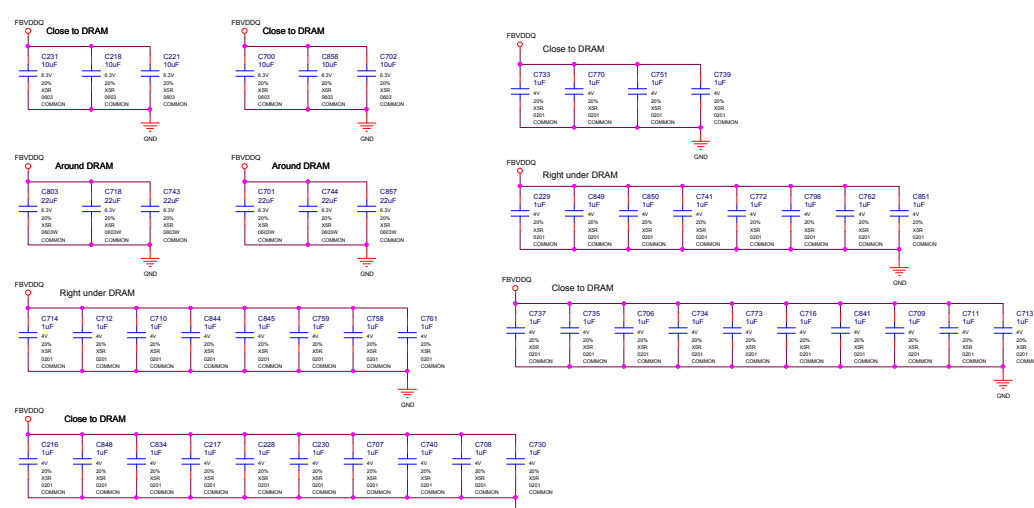 FBVDDQ
Close to DRAM
C231 C218 C221
10uF 10uF 10uF
6.3V 6.3V 6.3V
20% 20% 20%
X5R X5R X5R
0603 0603 0603
COMMON COMMON COMMON
GND
FBVDDQ
Close to DRAM
C700 C858 C702
10uF 10uF 10uF
6.3V 6.3V 6.3V
20% 20% 20%
X5R X5R X5R
0603 0603 0603
COMMON COMMON COMMON
GND
FBVDDQ
Close to DRAM
C733 C770 C751 C739
1uF 1uF 1uF 1uF
4V 4V 4V 4V
20% 20% 20% 20%
X5R X5R X5R X5R
0201 0201 0201 0201
COMMON COMMON COMMON COMMON
GND
FBVDDQ
Around DRAM
C803 C718 C743
22uF 22uF 22uF
6.3V 6.3V 6.3V
20% 20% 20%
X5R X5R X5R
0603W 0603W 0603W
COMMON COMMON COMMON
GND
FBVDDQ
Around DRAM
C701 C744 C857
22uF 22uF 22uF
6.3V 6.3V 6.3V
20% 20% 20%
X5R X5R X5R
0603W 0603W 0603W
COMMON COMMON COMMON
GND
FBVDDQ
Right under DRAM
C229 C849 C850 C741 C772 C798 C762 C851
1uF 1uF 1uF 1uF 1uF 1uF 1uF 1uF
4V 4V 4V 4V 4V 4V 4V 4V
20% 20% 20% 20% 20% 20% 20% 20%
X5R X5R X5R X5R X5R X5R X5R X5R
0201 0201 0201 0201 0201 0201 0201 0201
COMMON COMMON COMMON COMMON COMMON COMMON COMMON COMMON
GND
FBVDDQ
Right under DRAM
C714 C712 C710 C844 C845 C759 C758 C761
1uF 1uF 1uF 1uF 1uF 1uF 1uF 1uF
4V 4V 4V 4V 4V 4V 4V 4V
20% 20% 20% 20% 20% 20% 20% 20%
X5R X5R X5R X5R X5R X5R X5R X5R
0201 0201 0201 0201 0201 0201 0201 0201
COMMON COMMON COMMON COMMON COMMON COMMON COMMON COMMON
GND
FBVDDQ
Close to DRAM
C737 C735 C706 C734 C773 C716 C841 C709 C711 C713
1uF 1uF 1uF 1uF 1uF 1uF 1uF 1uF 1uF 1uF
4V 4V 4V 4V 4V 4V 4V 4V 4V 4V
20% 20% 20% 20% 20% 20% 20% 20% 20% 20%
X5R X5R X5R X5R X5R X5R X5R X5R X5R X5R
0201 0201 0201 0201 0201 0201 0201 0201 0201 0201
COMMON COMMON COMMON COMMON COMMON COMMON COMMON COMMON COMMON
GND
FBVDDQ
Close to DRAM
C216 C848 C834 C217 C228 C230 C707 C740 C708 C730
1uF 1uF 1uF 1uF 1uF 1uF 1uF 1uF 1uF 1uF
4V 4V 4V 4V 4V 4V 4V 4V 4V 4V
20% 20% 20% 20% 20% 20% 20% 20% 20% 20%
X5R X5R X5R X5R X5R X5R X5R X5R X5R X5R
0201 0201 0201 0201 0201 0201 0201 0201 0201 0201
COMMON COMMON COMMON COMMON COMMON COMMON COMMON COMMON COMMON COMMON